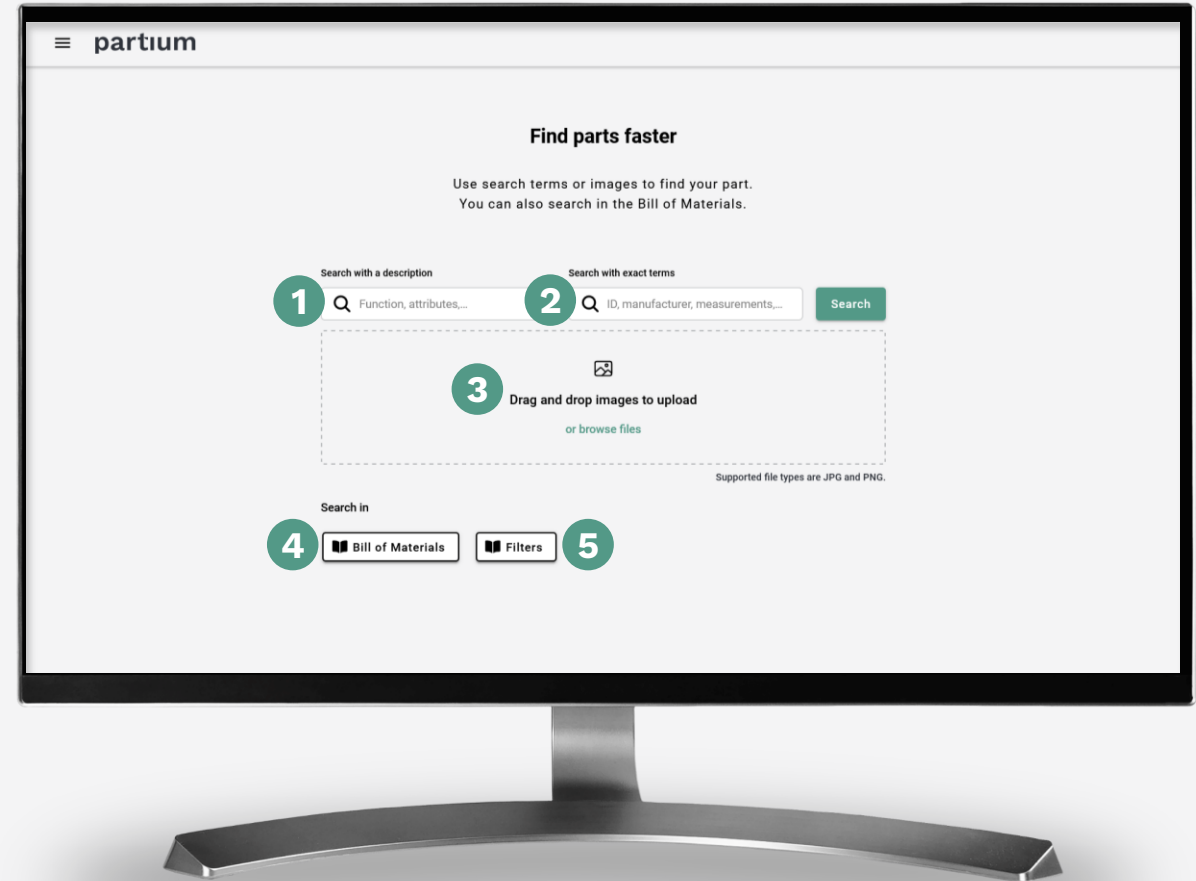 partıum
Find parts faster
Use search terms or images to find your part.
You can also search in the Bill of Materials.
Search with a description
Search with exact terms
1
Function, attributes,...
2
ID, manufacturer, measurements,...
Search
3
Drag and drop images to upload
or browse files
Supported file types are JPG and PNG.
Search in
4
Bill of Materials
Filters
5